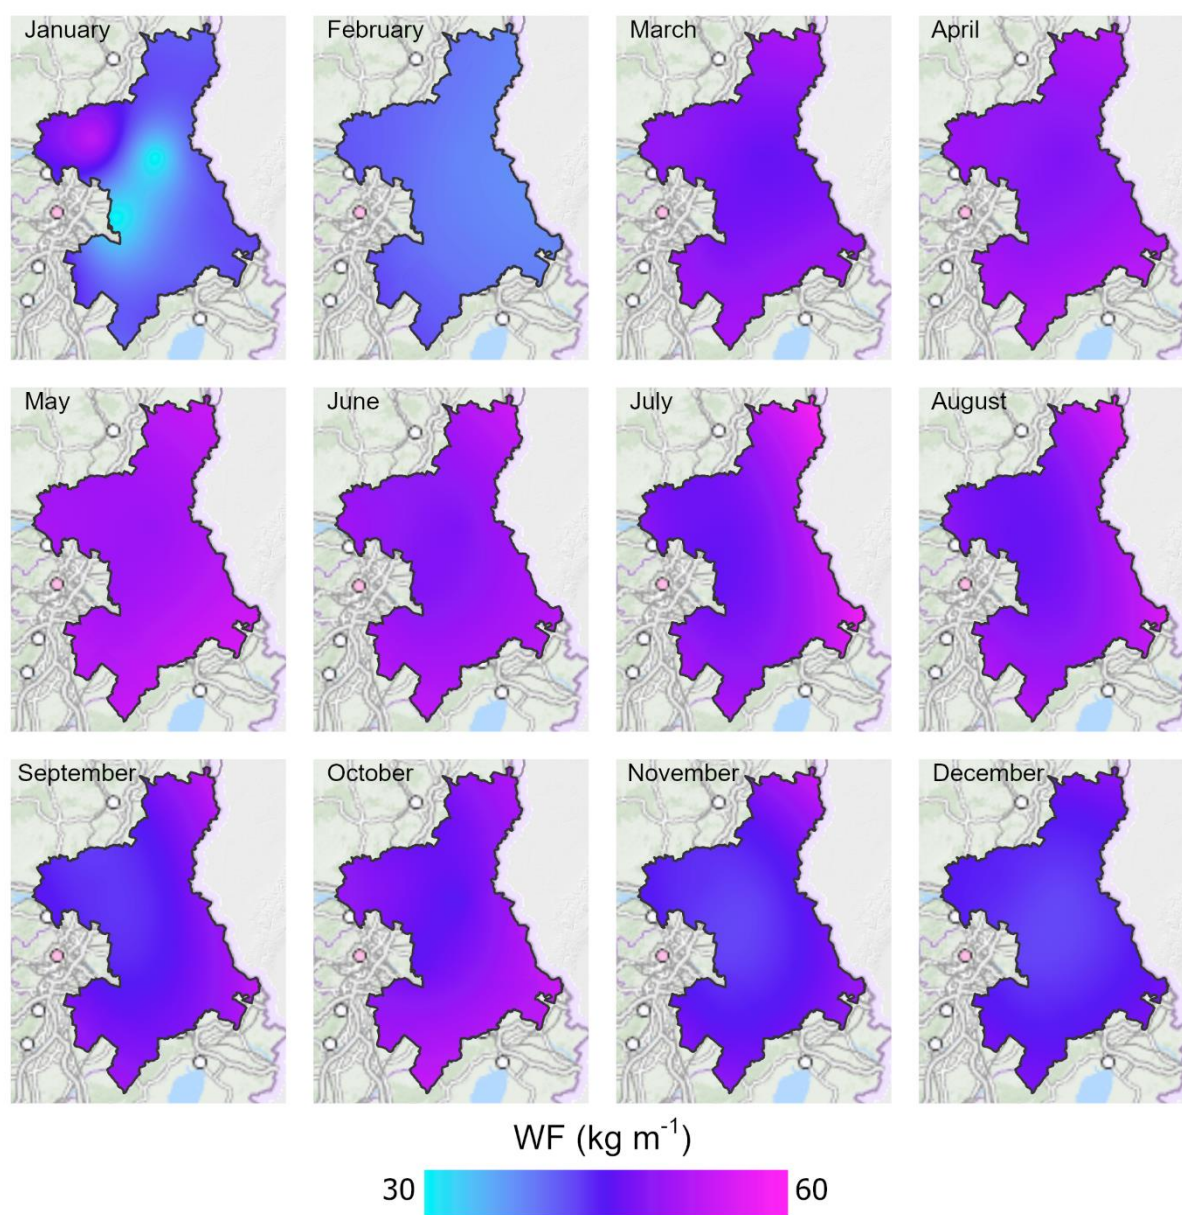 January February March April
May June July August
September October November December
WF (kg m⁻¹)
30 60